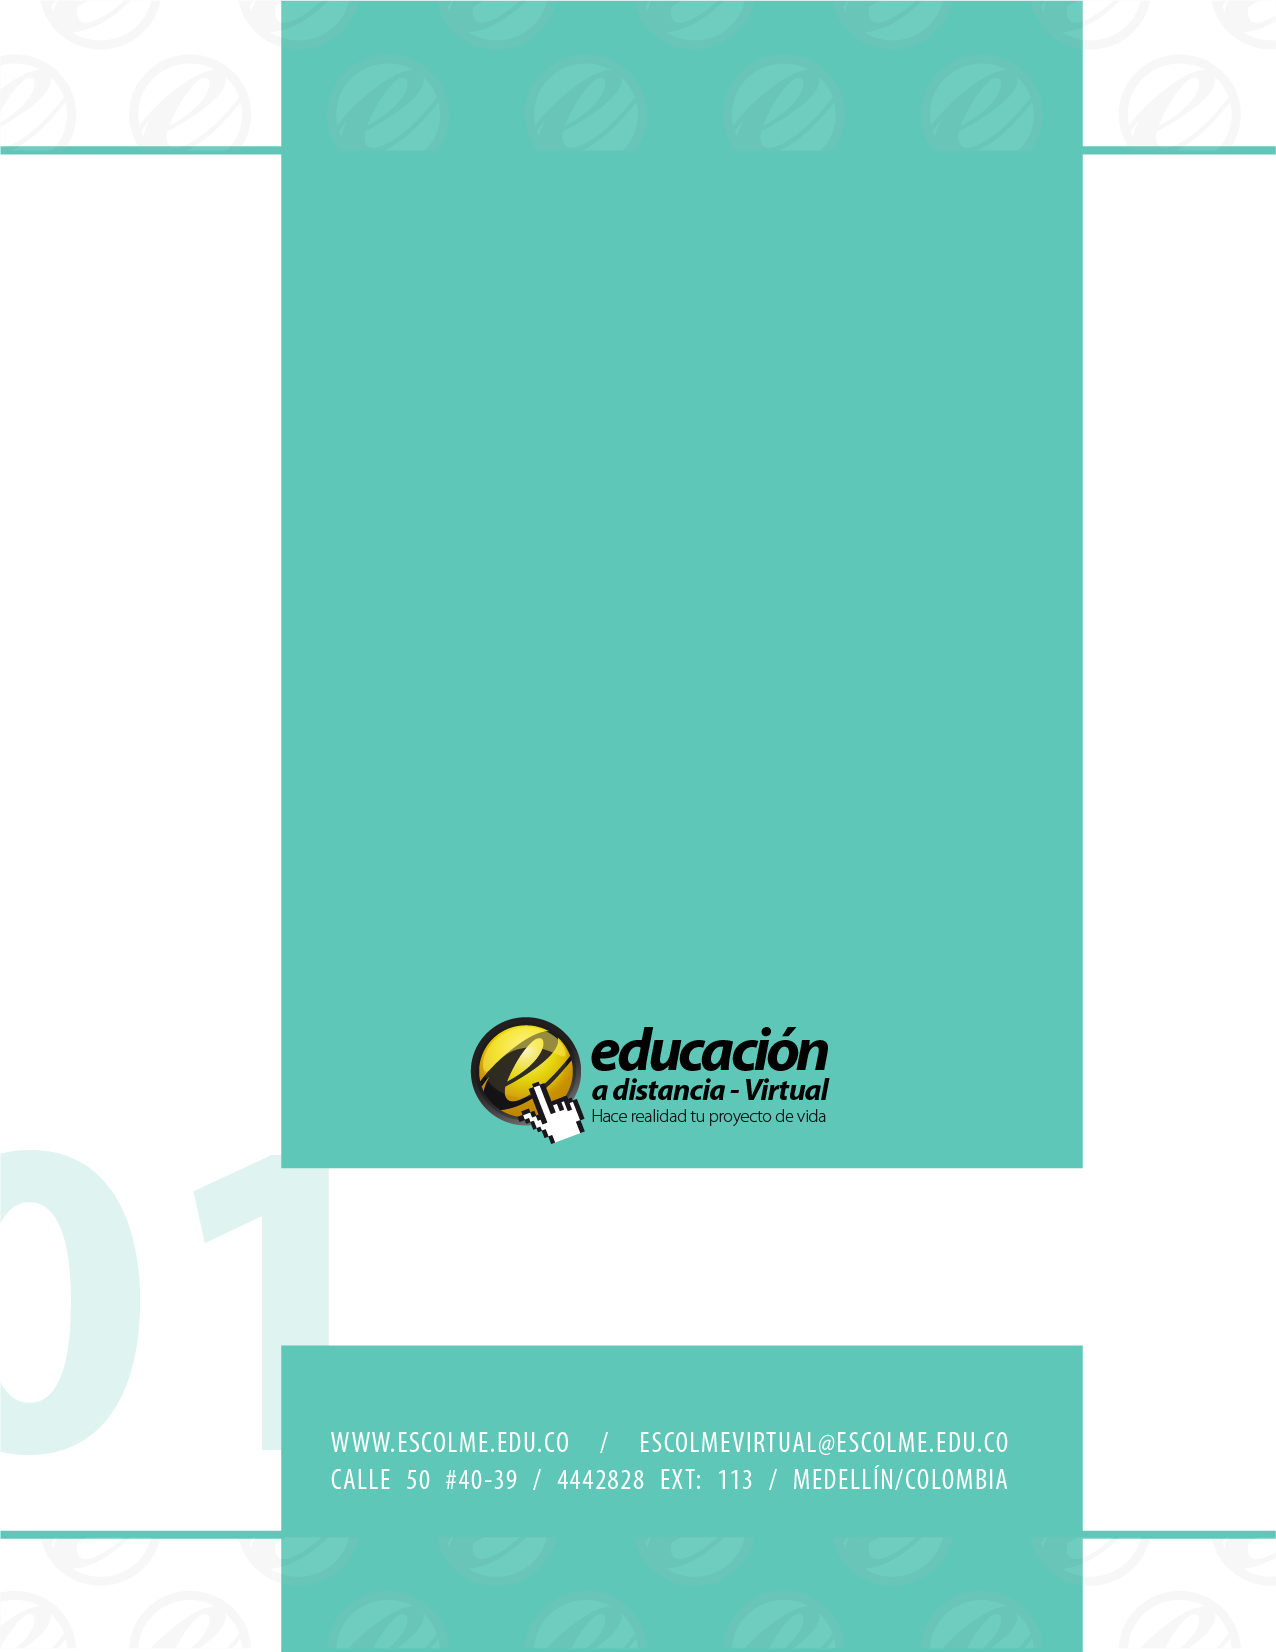 educación
a distancia - Virtual
Hace realidad tu proyecto de vida
01
WWW.ESCOLME.EDU.CO / ESCOLMEVIRTUAL@ESCOLME.EDU.CO
CALLE 50 #40-39 / 4442828 EXT: 113 / MEDELLÍN/COLOMBIA